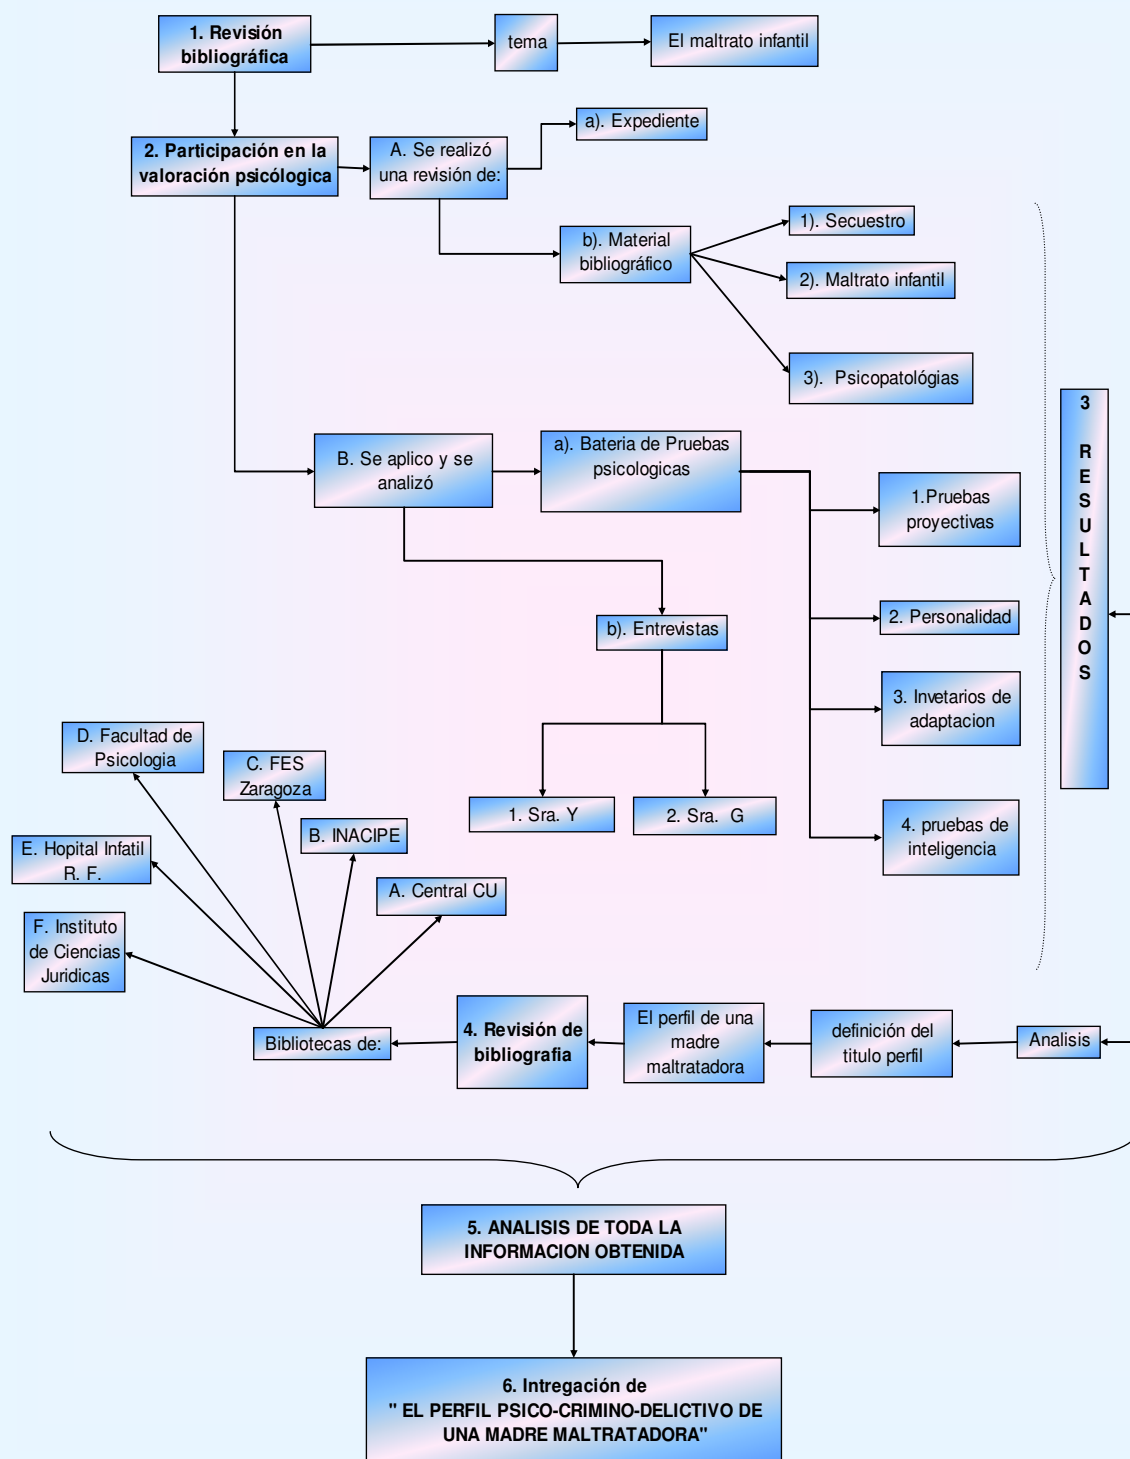 1. Revisión
bibliográfica
tema
El maltrato infantil
2. Participación en la
valoración psicólogica
A. Se realizó
una revisión de:
a). Expediente
b). Material
bibliográfico
1). Secuestro
2). Maltrato infantil
3). Psicopatológias
B. Se aplico y se
analizó
a). Bateria de Pruebas
psicologicas
1.Pruebas
proyectivas
2. Personalidad
3. Invetarios de
adaptacion
4. pruebas de
inteligencia
b). Entrevistas
1. Sra. Y
2. Sra. G
3
R
E
S
U
L
T
A
D
O
S
Analisis
definición del
titulo perfil
El perfil de una
madre
maltratadora
4. Revisión de
bibliografia
Bibliotecas de:
A. Central CU
B. INACIPE
C. FES
Zaragoza
D. Facultad de
Psicologia
E. Hopital Infatil
R. F.
F. Instituto
de Ciencias
Juridicas
5. ANALISIS DE TODA LA
INFORMACION OBTENIDA
6. Intregación de
" EL PERFIL PSICO-CRIMINO-DELICTIVO DE
UNA MADRE MALTRATADORA"